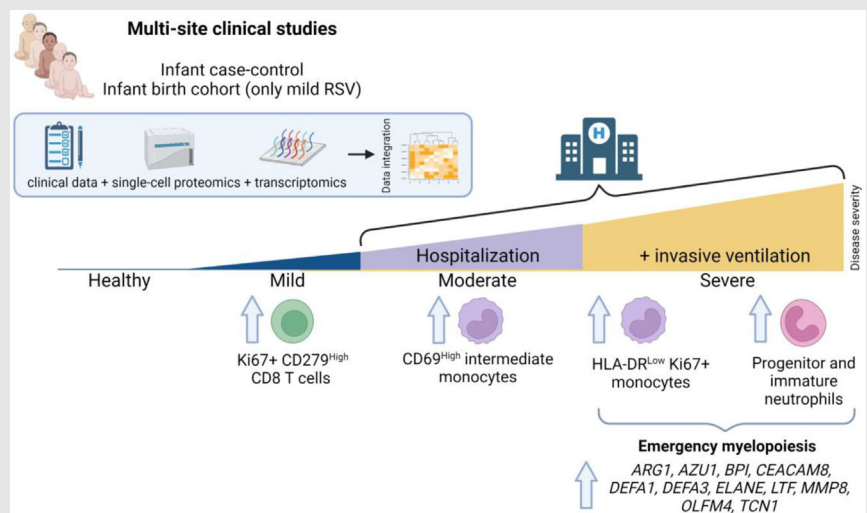 Multi-site clinical studies
Infant case-control
Infant birth cohort (only mild RSV)
clinical data + single-cell proteomics + transcriptomics
Data integration
H
Disease severity
Hospitalization
+ invasive ventilation
Healthy
Mild
Moderate
Severe
Ki67+ CD279High
CD8 T cells
CD69High intermediate
monocytes
HLA-DRLow Ki67+
monocytes
Progenitor and
immature
neutrophils
Emergency myelopoiesis
ARG1, AZU1, BPI, CEACAM8,
DEFA1, DEFA3, ELANE, LTF, MMP8,
OLFM4, TCN1